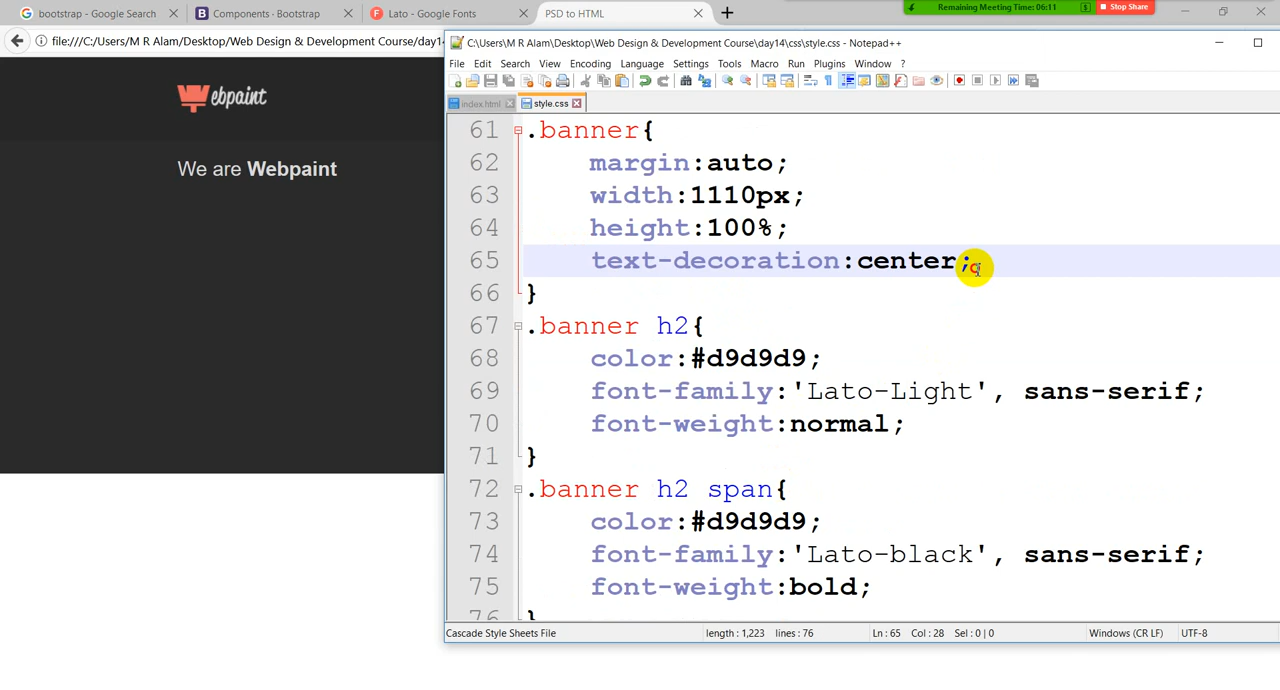 bootstrap - Google Search
Components · Bootstrap
Lato - Google Fonts
PSD to HTML
Remaining Meeting Time: 06:11
Stop Share
file:///C:/Users/M R Alam/Desktop/Web Design & Development Course/day14
C:\Users\M R Alam\Desktop\Web Design & Development Course\day14\css\style.css - Notepad++
File Edit Search View Encoding Language Settings Tools Macro Run Plugins Window ?
index.html style.css
ebpaint
We are Webpaint
61 .banner{
62 margin:auto;
63 width:1110px;
64 height:100%;
65 text-decoration:center;
66 }
67 .banner h2{
68 color:#d9d9d9;
69 font-family:'Lato-Light', sans-serif;
70 font-weight:normal;
71 }
72 .banner h2 span{
73 color:#d9d9d9;
74 font-family:'Lato-black', sans-serif;
75 font-weight:bold;
76 }
Cascade Style Sheets File length : 1,223 lines : 76 Ln : 65 Col : 28 Sel : 0 | 0 Windows (CR LF) UTF-8